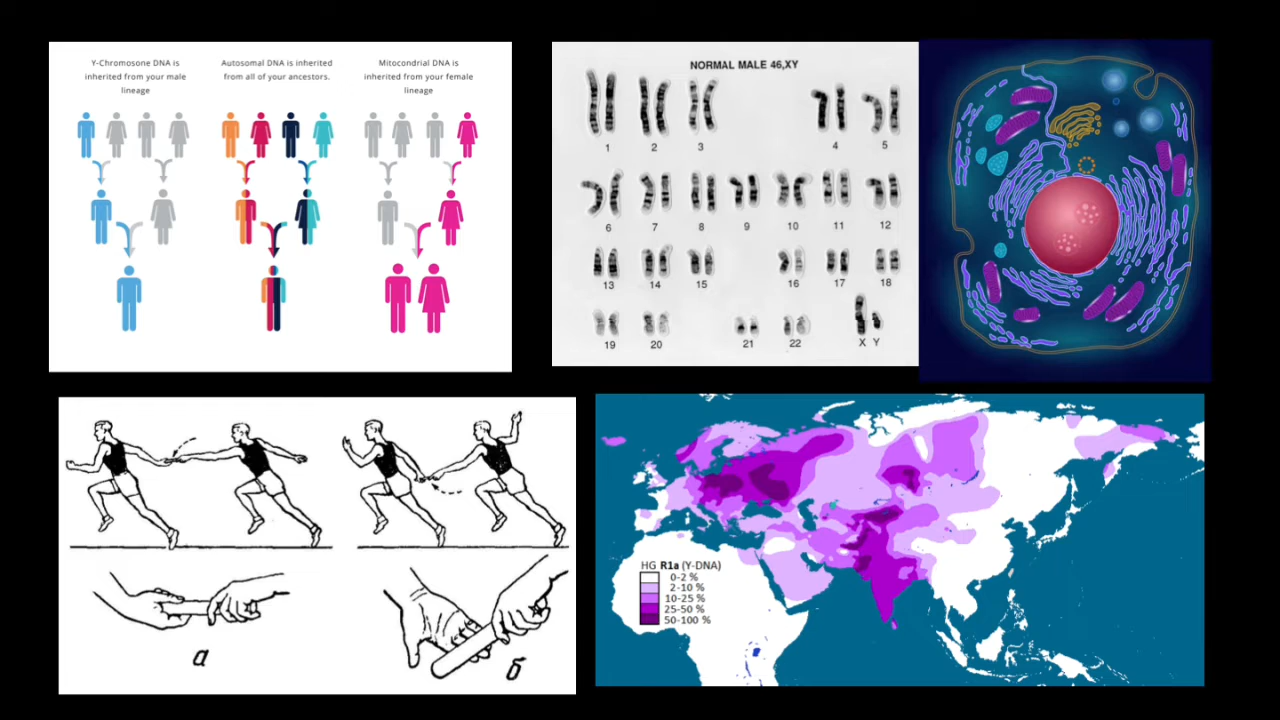 Y-Chromosone DNA is
inherited from your male
lineage
Autosomal DNA is inherited
from all of your ancestors.
Mitocondrial DNA is
inherited from your female
lineage
NORMAL MALE 46,XY
1 2 3 4 5
6 7 8 9 10 11 12
13 14 15 16 17 18
19 20 21 22 X Y
а б
HG R1a (Y-DNA)
0-2 %
2-10 %
10-25 %
25-50 %
50-100 %